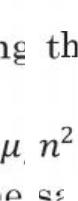 ng th
μ n²